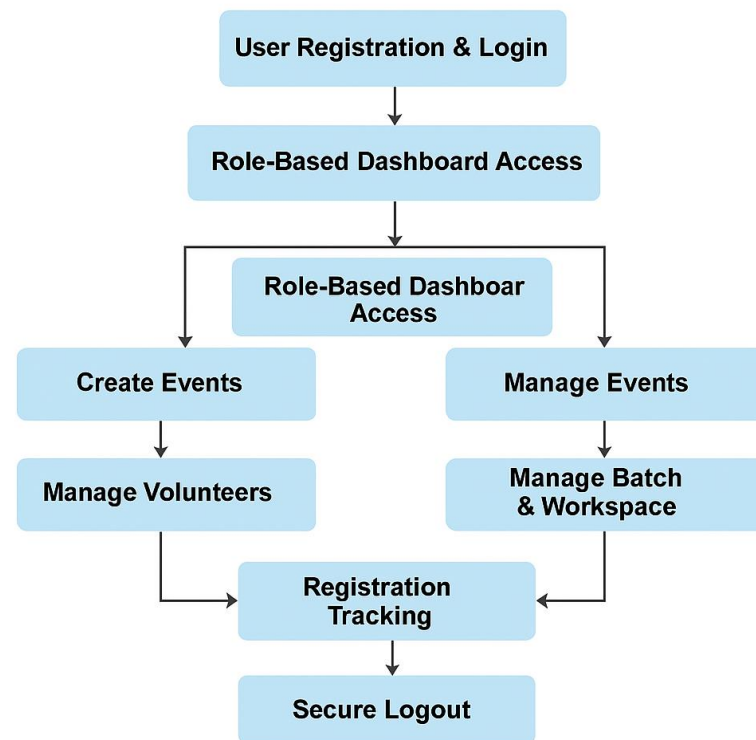 User Registration & Login
Role-Based Dashboard Access
Role-Based Dashboar
Access
Create Events
Manage Events
Manage Volunteers
Manage Batch
& Workspace
Registration
Tracking
Secure Logout